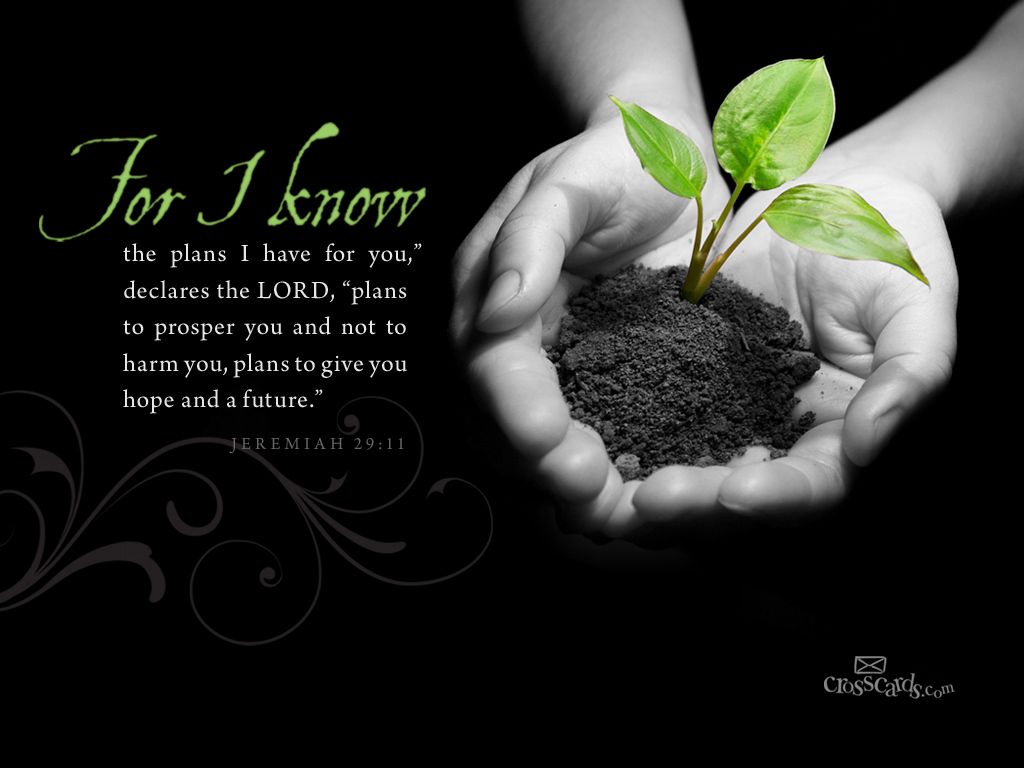 For I know
the plans I have for you,”
declares the LORD, “plans
to prosper you and not to
harm you, plans to give you
hope and a future.”
JEREMIAH 29:11
crosscards.com